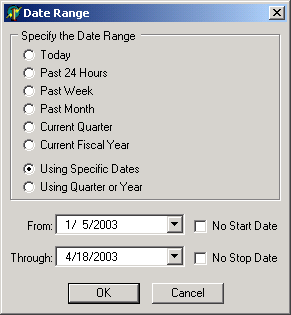 Date Range
Specify the Date Range
Today
Past 24 Hours
Past Week
Past Month
Current Quarter
Current Fiscal Year
Using Specific Dates
Using Quarter or Year
From: 1/ 5/2003 No Start Date
Through: 4/18/2003 No Stop Date
OK Cancel